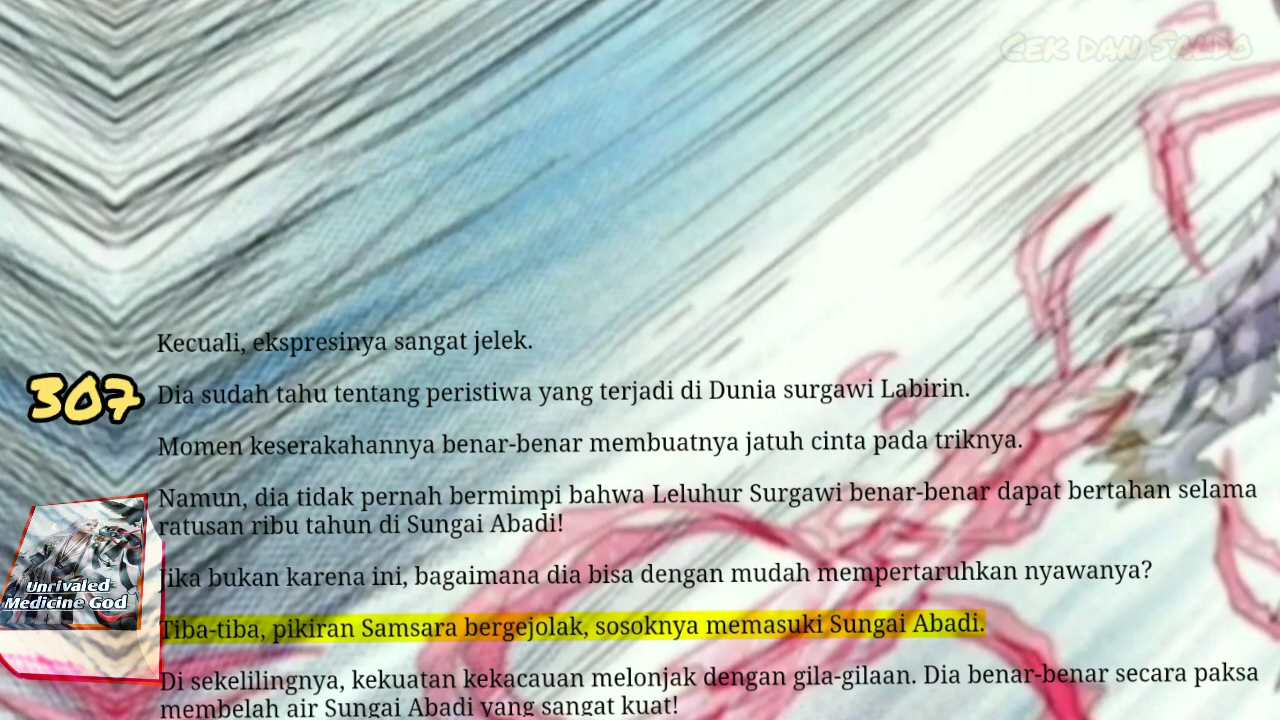 Cek dan Saldo
Kecuali, ekspresinya sangat jelek.
307
Dia sudah tahu tentang peristiwa yang terjadi di Dunia surgawi Labirin.
Momen keserakahannya benar-benar membuatnya jatuh cinta pada triknya.
Namun, dia tidak pernah bermimpi bahwa Leluhur Surgawi benar-benar dapat bertahan selama
ratusan ribu tahun di Sungai Abadi!
Jika bukan karena ini, bagaimana dia bisa dengan mudah mempertaruhkan nyawanya?
Unrivaled
Medicine God
Tiba-tiba, pikiran Samsara bergejolak, sosoknya memasuki Sungai Abadi.
Di sekelilingnya, kekuatan kekacauan melonjak dengan gila-gilaan. Dia benar-benar secara paksa
membelah air Sungai Abadi yang sangat kuat!